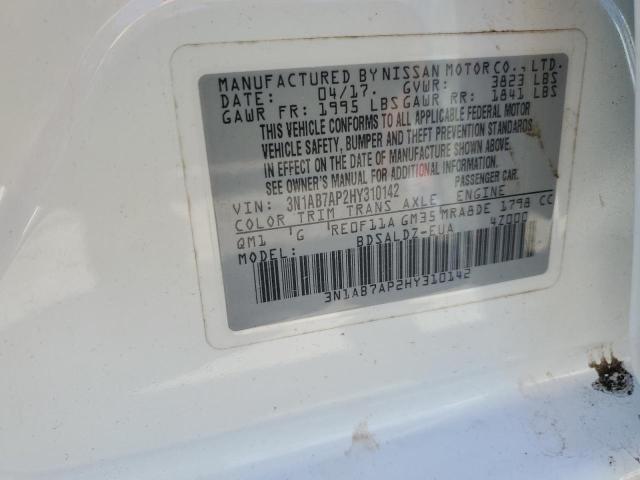 MANUFACTURED BY NISSAN MOTOR CO., LTD.
DATE: 04/17. GVWR: 3823 LBS
GAWR FR: 1995 LBS GAWR RR: 1841 LBS
THIS VEHICLE CONFORMS TO ALL APPLICABLE FEDERAL MOTOR
VEHICLE SAFETY, BUMPER AND THEFT PREVENTION STANDARDS
IN EFFECT ON THE DATE OF MANUFACTURE SHOWN ABOVE.
SEE OWNER'S MANUAL FOR ADDITIONAL INFORMATION.
VIN: 3N1AB7AP2HY310142 PASSENGER CAR.
COLOR TRIM TRANS AXLE ENGINE
QM1 G RE0F11A GM35 MRA8DE 1798 CC
MODEL: BDSALDZ-EUA 4Z000
3N1AB7AP2HY310142